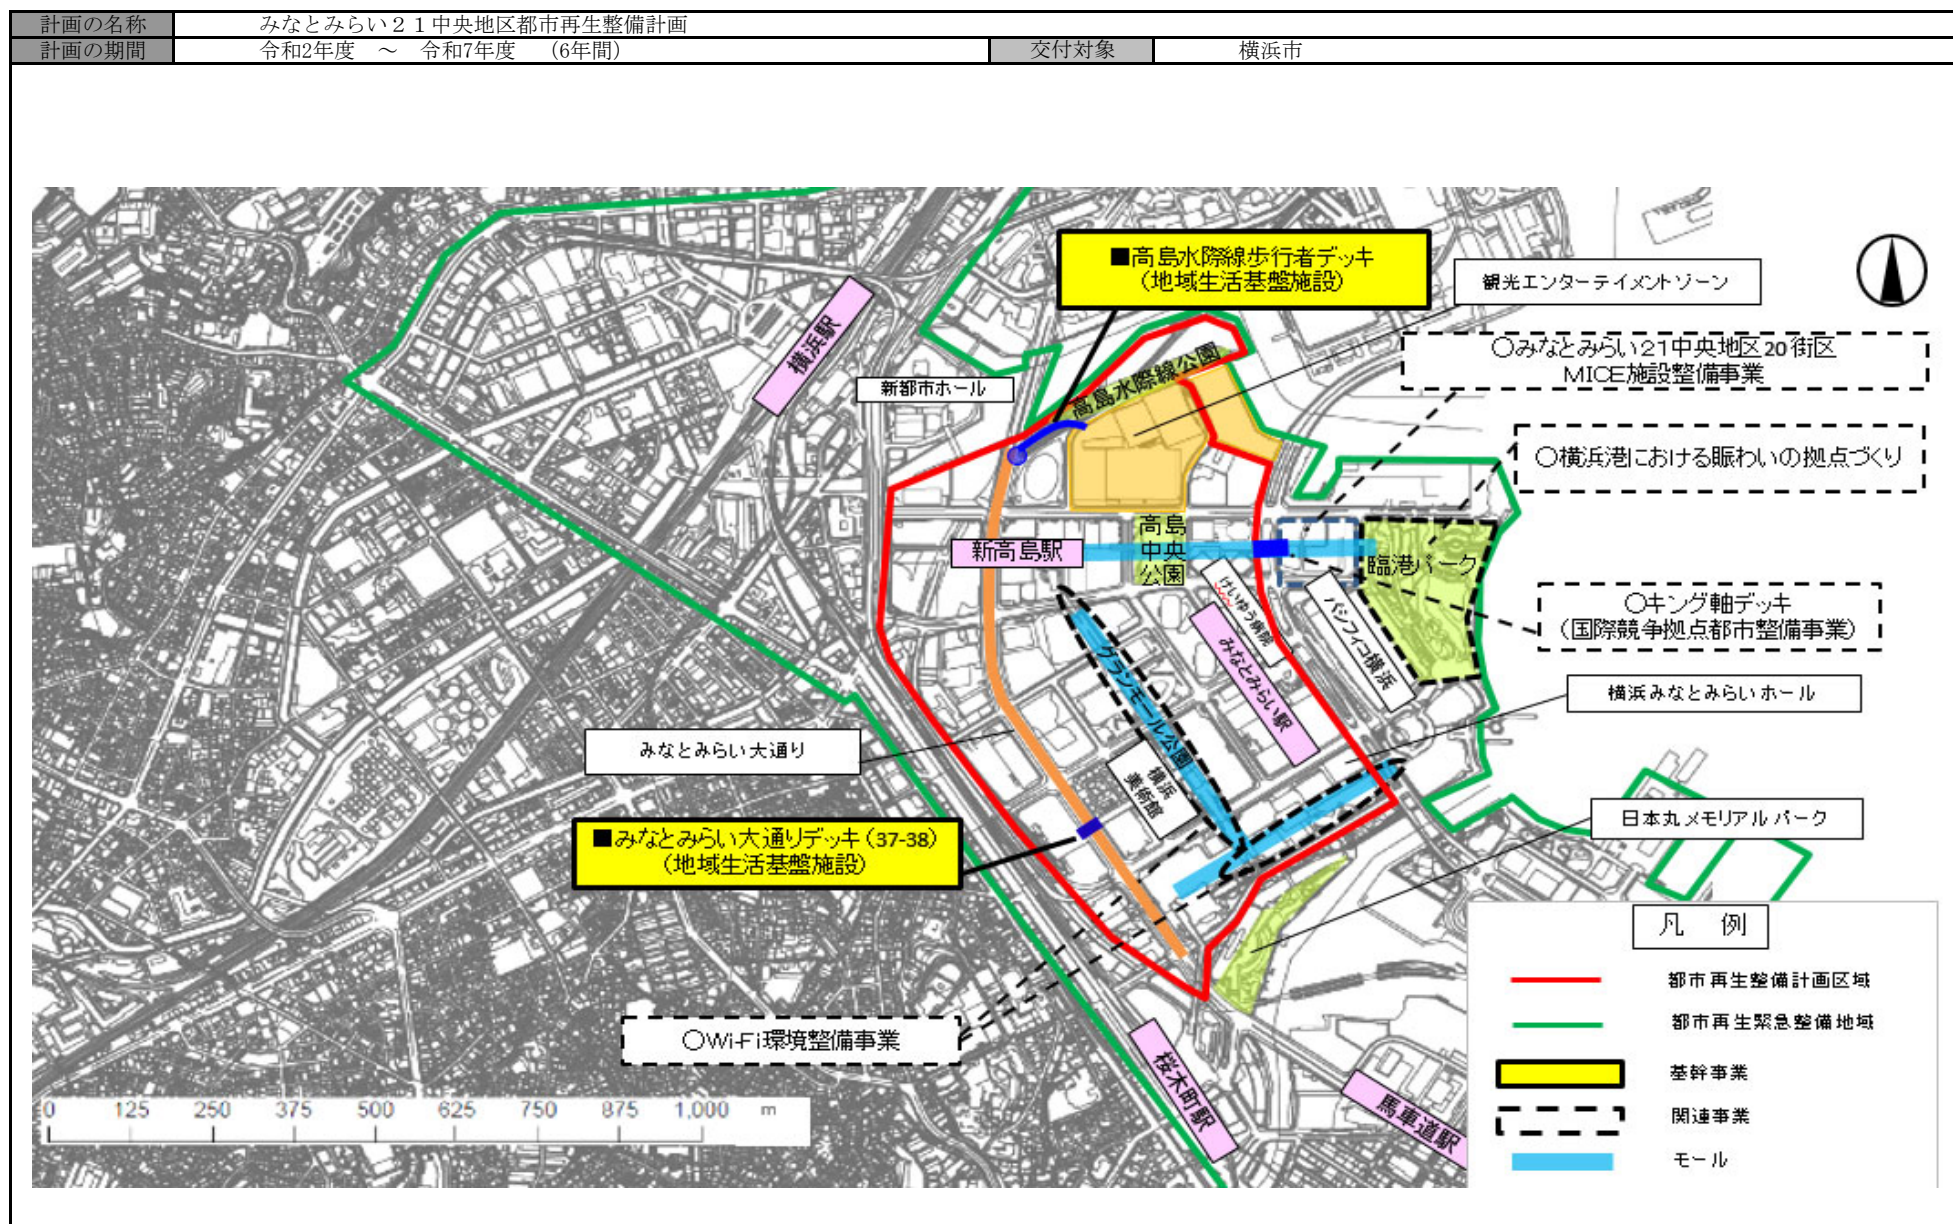 計画の名称 みなとみらい２１中央地区都市再生整備計画
計画の期間 令和2年度 ～ 令和7年度 (6年間) 交付対象 横浜市
■高島水際線歩行者デッキ
(地域生活基盤施設)
観光エンターテイメントゾーン
横浜駅
○みなとみらい21中央地区20街区
MICE施設整備事業
新都市ホール
高島水際線公園
○横浜港における賑わいの拠点づくり
新高島駅
高島
中央
公園
臨港パーク
けいゆう病院
パシフィコ横浜
○キング軸デッキ
(国際競争拠点都市整備事業)
みなとみらい駅
グランモール公園
横浜みなとみらいホール
みなとみらい大通り
横浜
美術館
日本丸メモリアルパーク
■みなとみらい大通りデッキ(37-38)
(地域生活基盤施設)
○Wi-Fi環境整備事業
桜木町駅
馬車道駅
0 125 250 375 500 625 750 875 1,000 m
凡 例
都市再生整備計画区域
都市再生緊急整備地域
基幹事業
関連事業
モール